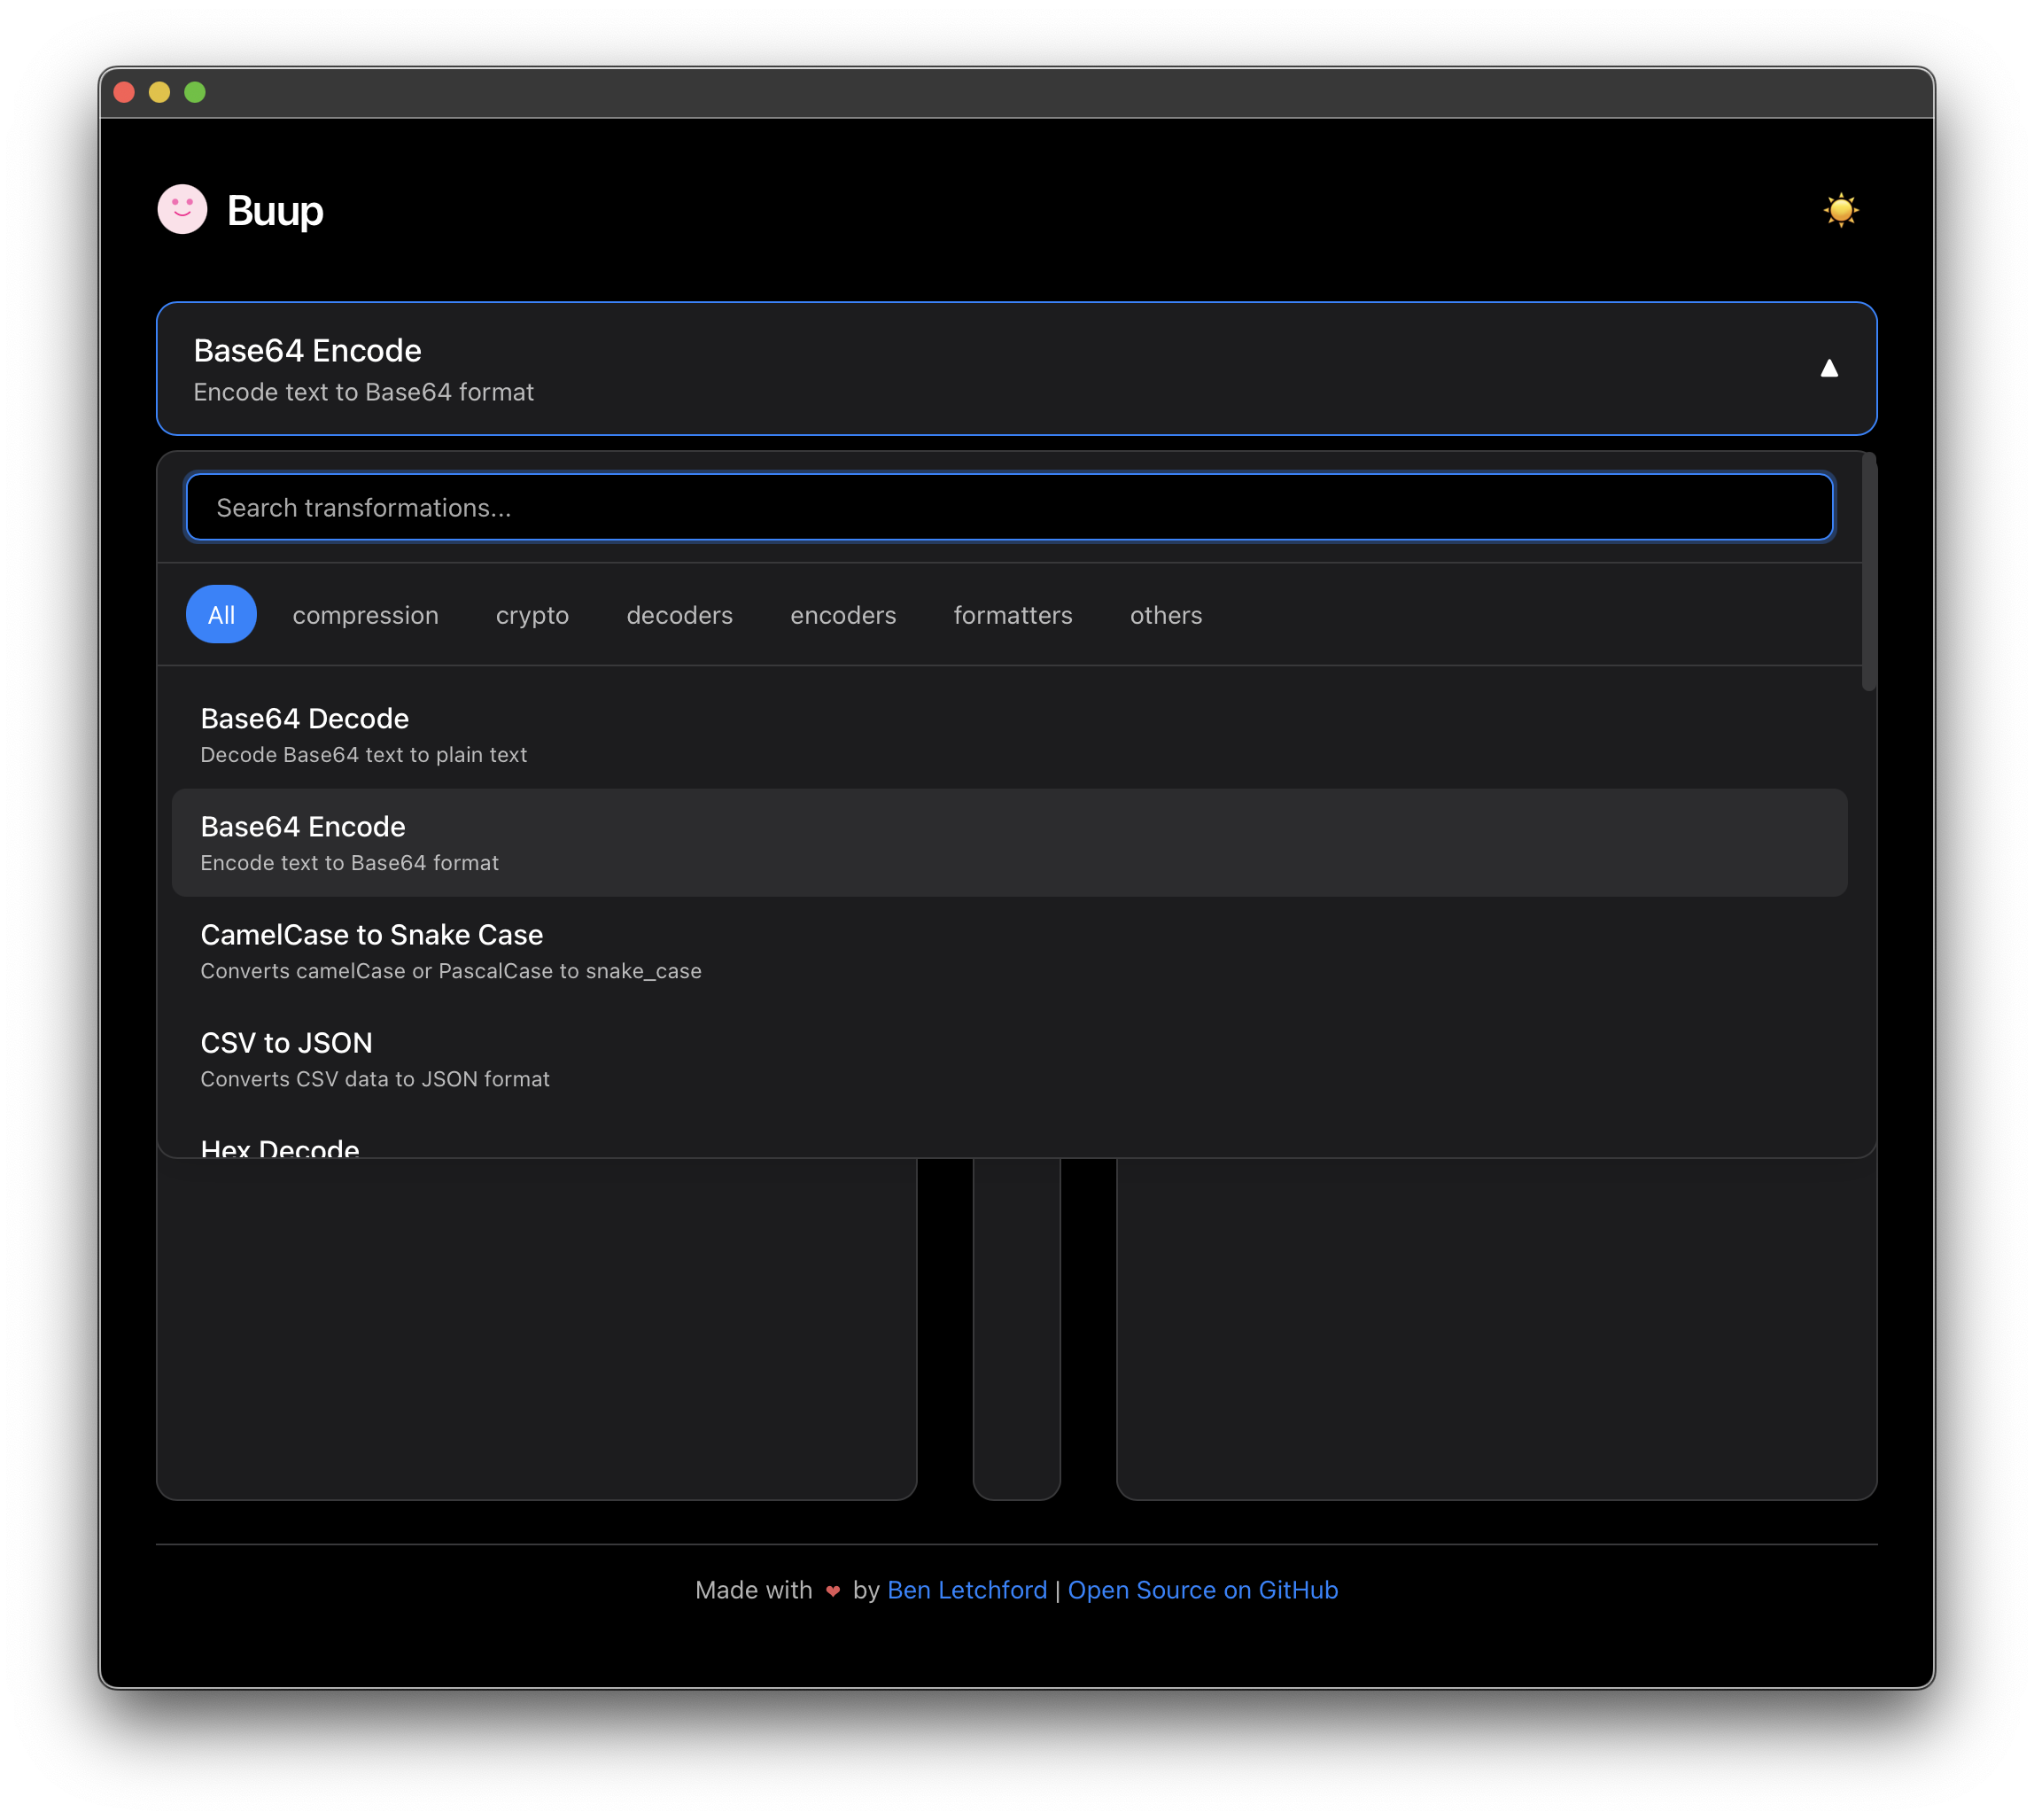 Buup
Base64 Encode
Encode text to Base64 format
Search transformations...
All compression crypto decoders encoders formatters others
Base64 Decode
Decode Base64 text to plain text
Base64 Encode
Encode text to Base64 format
CamelCase to Snake Case
Converts camelCase or PascalCase to snake_case
CSV to JSON
Converts CSV data to JSON format
Hex Decode
Made with ❤ by Ben Letchford | Open Source on GitHub